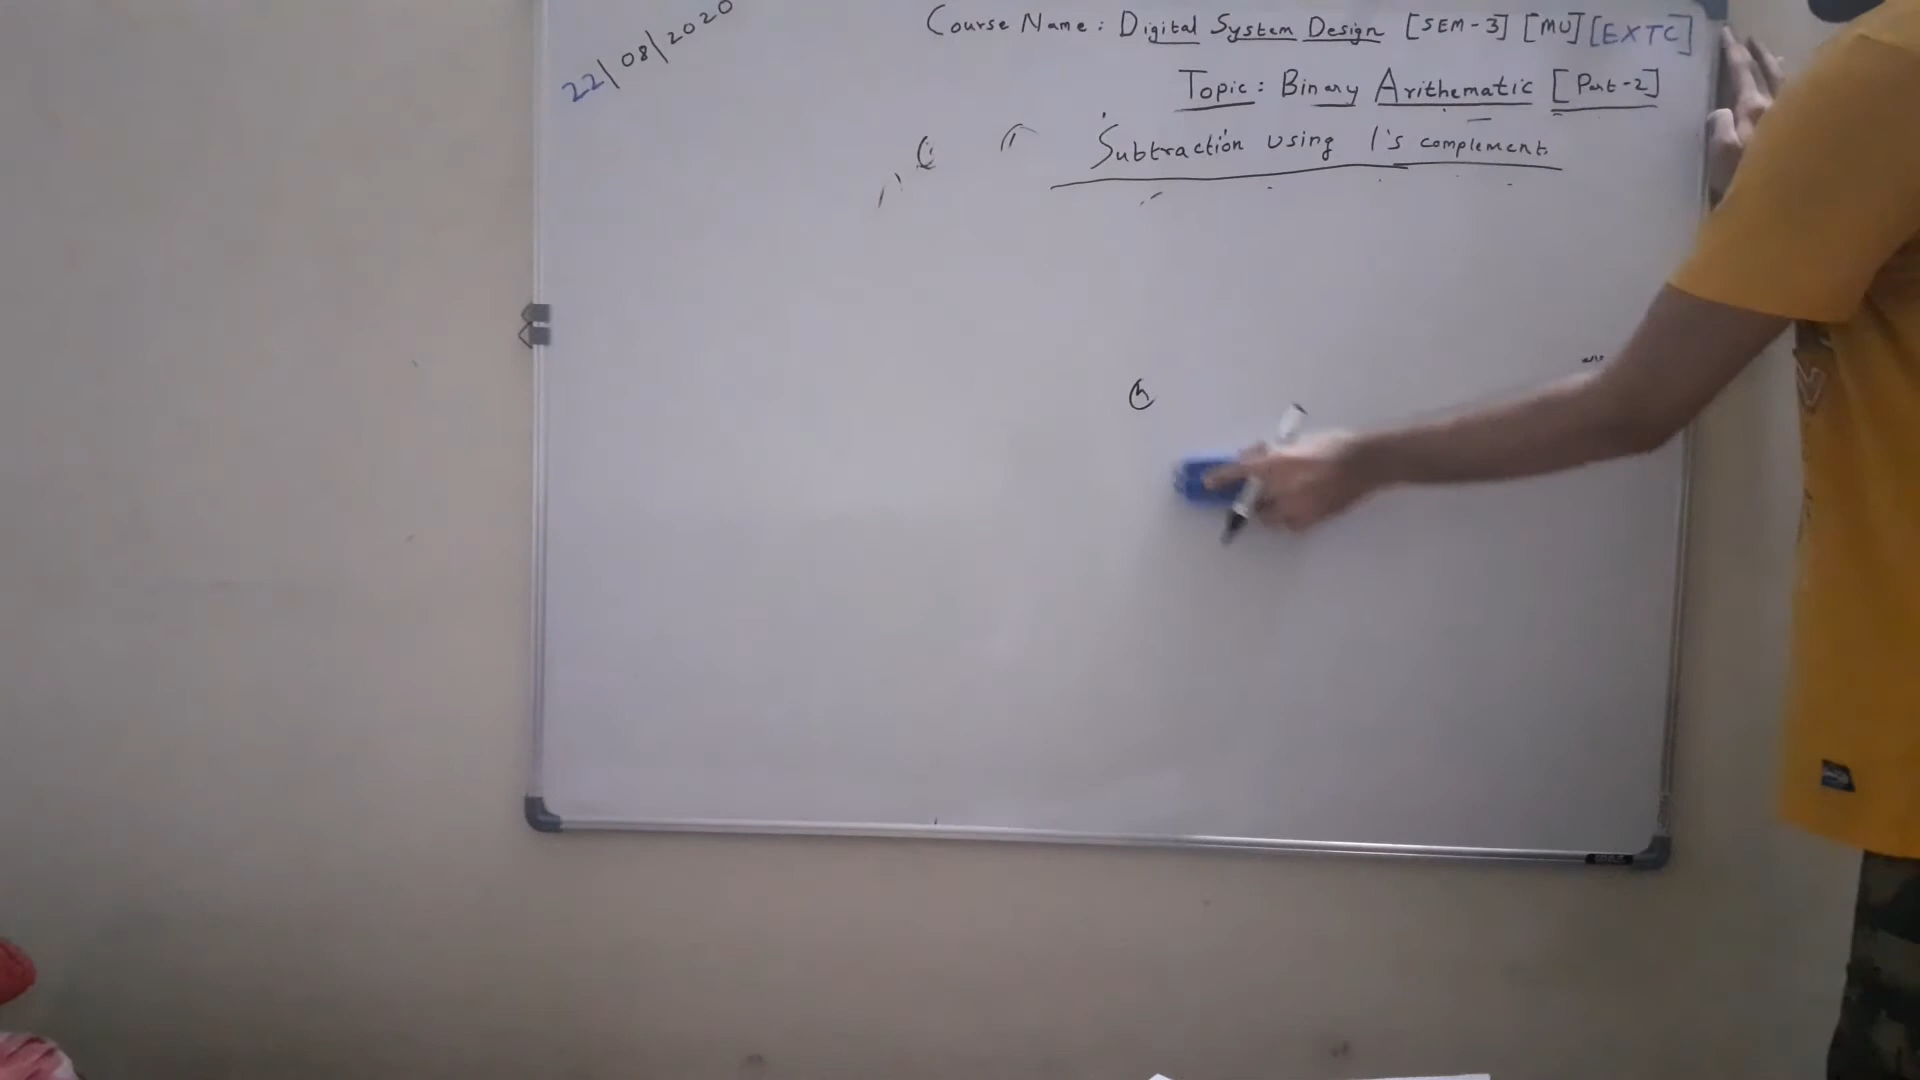 22/08/2020
Course Name: Digital System Design [SEM-3] [MU] [EXTC]
Topic: Binary Arithematic [Part-2]
Subtraction using 1's complement.